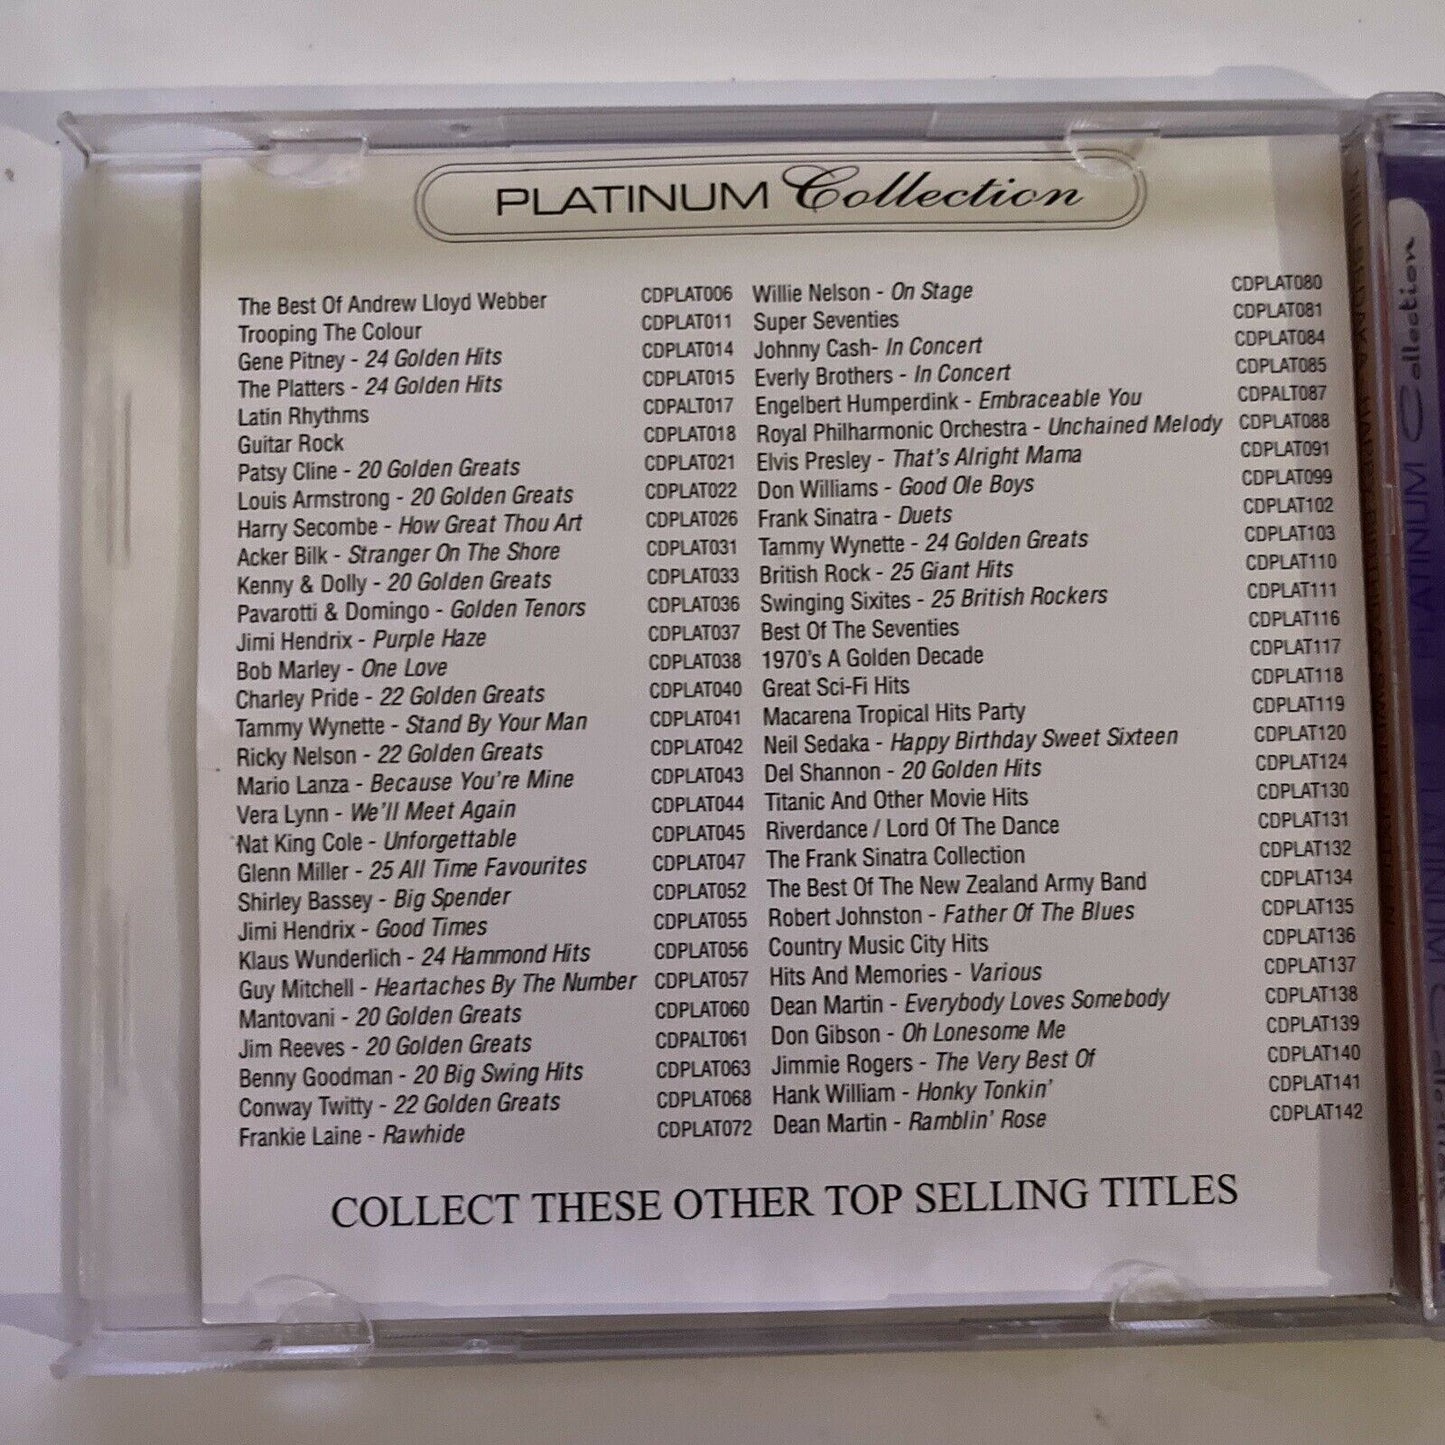 PLATINUM Collection
The Best Of Andrew Lloyd Webber CDPLAT006
Trooping The Colour CDPLAT011
Gene Pitney - 24 Golden Hits CDPLAT014
The Platters - 24 Golden Hits CDPLAT015
Latin Rhythms CDPALT017
Guitar Rock CDPLAT018
Patsy Cline - 20 Golden Greats CDPLAT021
Louis Armstrong - 20 Golden Greats CDPLAT022
Harry Secombe - How Great Thou Art CDPLAT026
Acker Bilk - Stranger On The Shore CDPLAT031
Kenny & Dolly - 20 Golden Greats CDPLAT033
Pavarotti & Domingo - Golden Tenors CDPLAT036
Jimi Hendrix - Purple Haze CDPLAT037
Bob Marley - One Love CDPLAT038
Charley Pride - 22 Golden Greats CDPLAT040
Tammy Wynette - Stand By Your Man CDPLAT041
Ricky Nelson - 22 Golden Greats CDPLAT042
Mario Lanza - Because You're Mine CDPLAT043
Vera Lynn - We'll Meet Again CDPLAT044
Nat King Cole - Unforgettable CDPLAT045
Glenn Miller - 25 All Time Favourites CDPLAT047
Shirley Bassey - Big Spender CDPLAT052
Jimi Hendrix - Good Times CDPLAT055
Klaus Wunderlich - 24 Hammond Hits CDPLAT056
Guy Mitchell - Heartaches By The Number CDPLAT057
Mantovani - 20 Golden Greats CDPLAT060
Jim Reeves - 20 Golden Greats CDPALT061
Benny Goodman - 20 Big Swing Hits CDPLAT063
Conway Twitty - 22 Golden Greats CDPLAT068
Frankie Laine - Rawhide CDPLAT072
Willie Nelson - On Stage CDPLAT080
Super Seventies CDPLAT081
Johnny Cash- In Concert CDPLAT084
Everly Brothers - In Concert CDPLAT085
Engelbert Humperdink - Embraceable You CDPALT087
Royal Philharmonic Orchestra - Unchained Melody CDPLAT088
Elvis Presley - That's Alright Mama CDPLAT091
Don Williams - Good Ole Boys CDPLAT099
Frank Sinatra - Duets CDPLAT102
Tammy Wynette - 24 Golden Greats CDPLAT103
British Rock - 25 Giant Hits CDPLAT110
Swinging Sixites - 25 British Rockers CDPLAT111
Best Of The Seventies CDPLAT116
1970's A Golden Decade CDPLAT117
Great Sci-Fi Hits CDPLAT118
Macarena Tropical Hits Party CDPLAT119
Neil Sedaka - Happy Birthday Sweet Sixteen CDPLAT120
Del Shannon - 20 Golden Hits CDPLAT124
Titanic And Other Movie Hits CDPLAT130
Riverdance / Lord Of The Dance CDPLAT131
The Frank Sinatra Collection CDPLAT132
The Best Of The New Zealand Army Band CDPLAT134
Robert Johnston - Father Of The Blues CDPLAT135
Country Music City Hits CDPLAT136
Hits And Memories - Various CDPLAT137
Dean Martin - Everybody Loves Somebody CDPLAT138
Don Gibson - Oh Lonesome Me CDPLAT139
Jimmie Rogers - The Very Best Of CDPLAT140
Hank William - Honky Tonkin' CDPLAT141
Dean Martin - Ramblin' Rose CDPLAT142
COLLECT THESE OTHER TOP SELLING TITLES
Collection
PLATINUM Collection